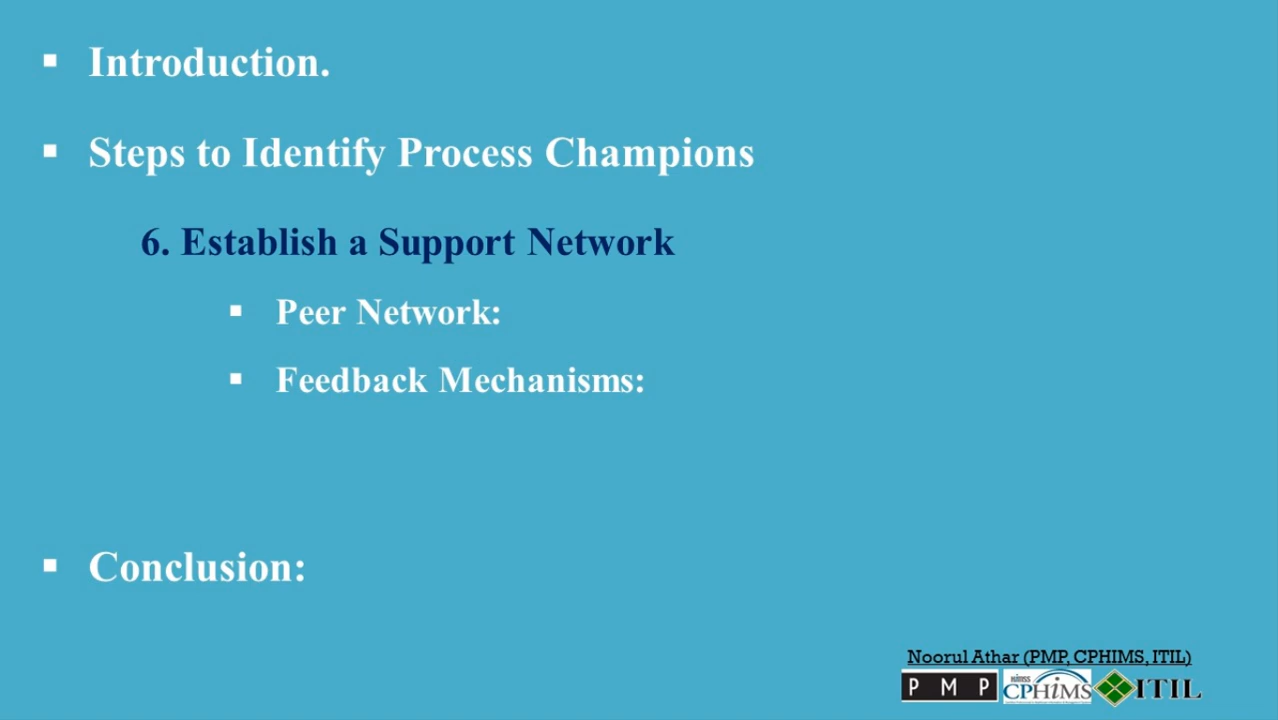 ▪ Introduction.
▪ Steps to Identify Process Champions
6. Establish a Support Network
▪ Peer Network:
▪ Feedback Mechanisms:
▪ Conclusion:
Noorul Athar (PMP, CPHIMS, ITIL)
PMP himss CPHiMS ITIL